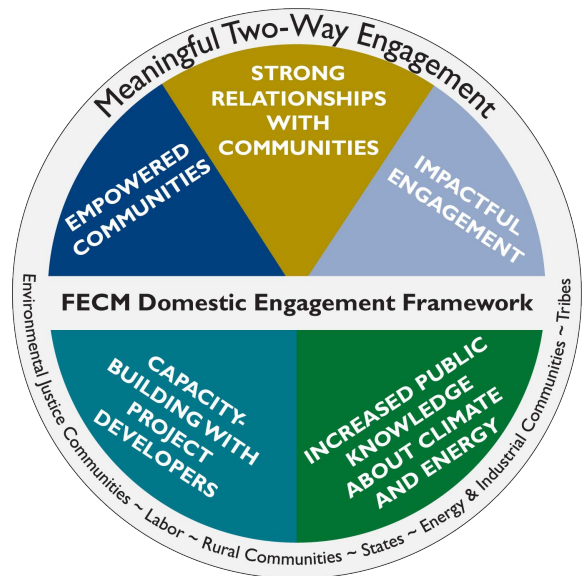 Meaningful Two-Way Engagement
EMPOWERED
COMMUNITIES
STRONG
RELATIONSHIPS
WITH
COMMUNITIES
IMPACTFUL
ENGAGEMENT
FECM Domestic Engagement Framework
CAPACITY-
BUILDING WITH
PROJECT
DEVELOPERS
INCREASED PUBLIC
KNOWLEDGE
ABOUT CLIMATE
AND ENERGY
Environmental Justice Communities ~ Labor ~ Rural Communities ~ States ~ Energy & Industrial Communities ~ Tribes